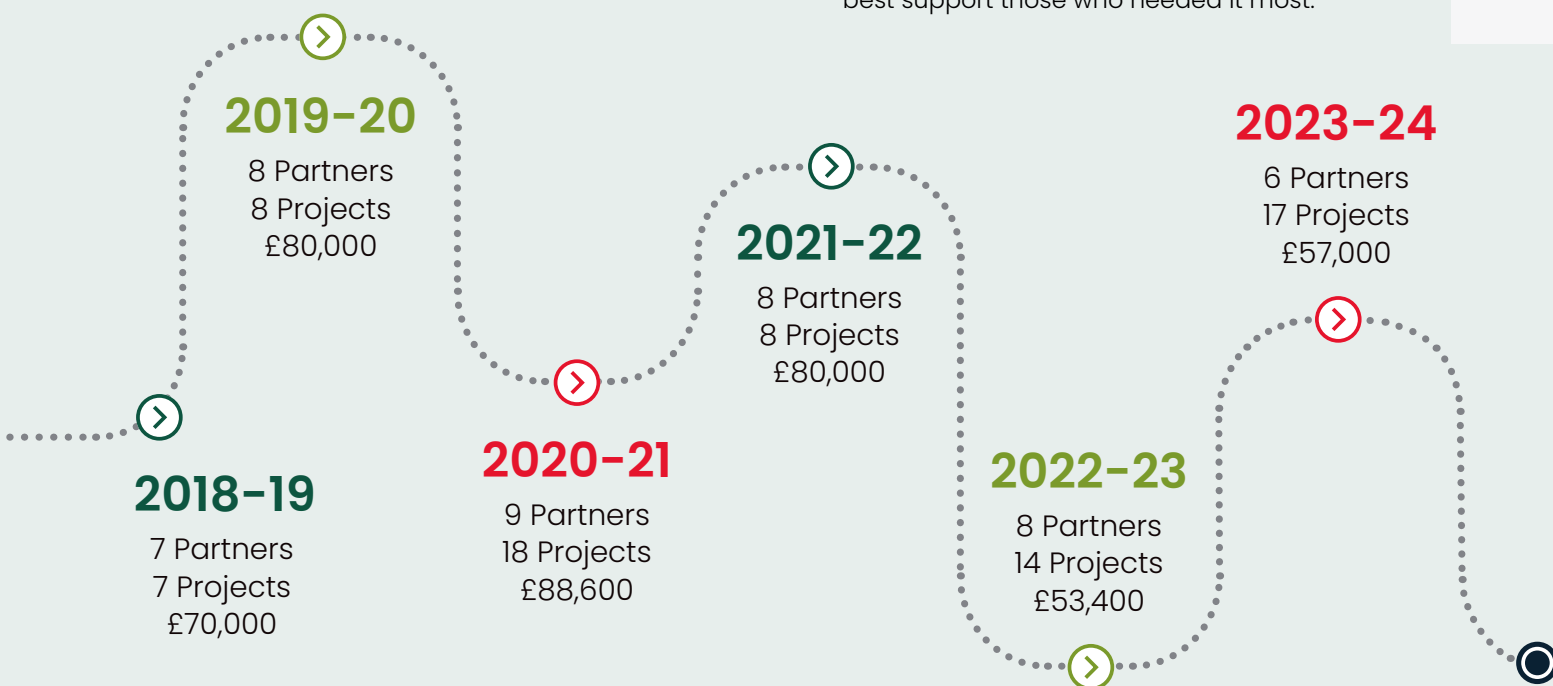 best support those who needed it most.
2018-19
7 Partners
7 Projects
£70,000
2019-20
8 Partners
8 Projects
£80,000
2020-21
9 Partners
18 Projects
£88,600
2021-22
8 Partners
8 Projects
£80,000
2022-23
8 Partners
14 Projects
£53,400
2023-24
6 Partners
17 Projects
£57,000